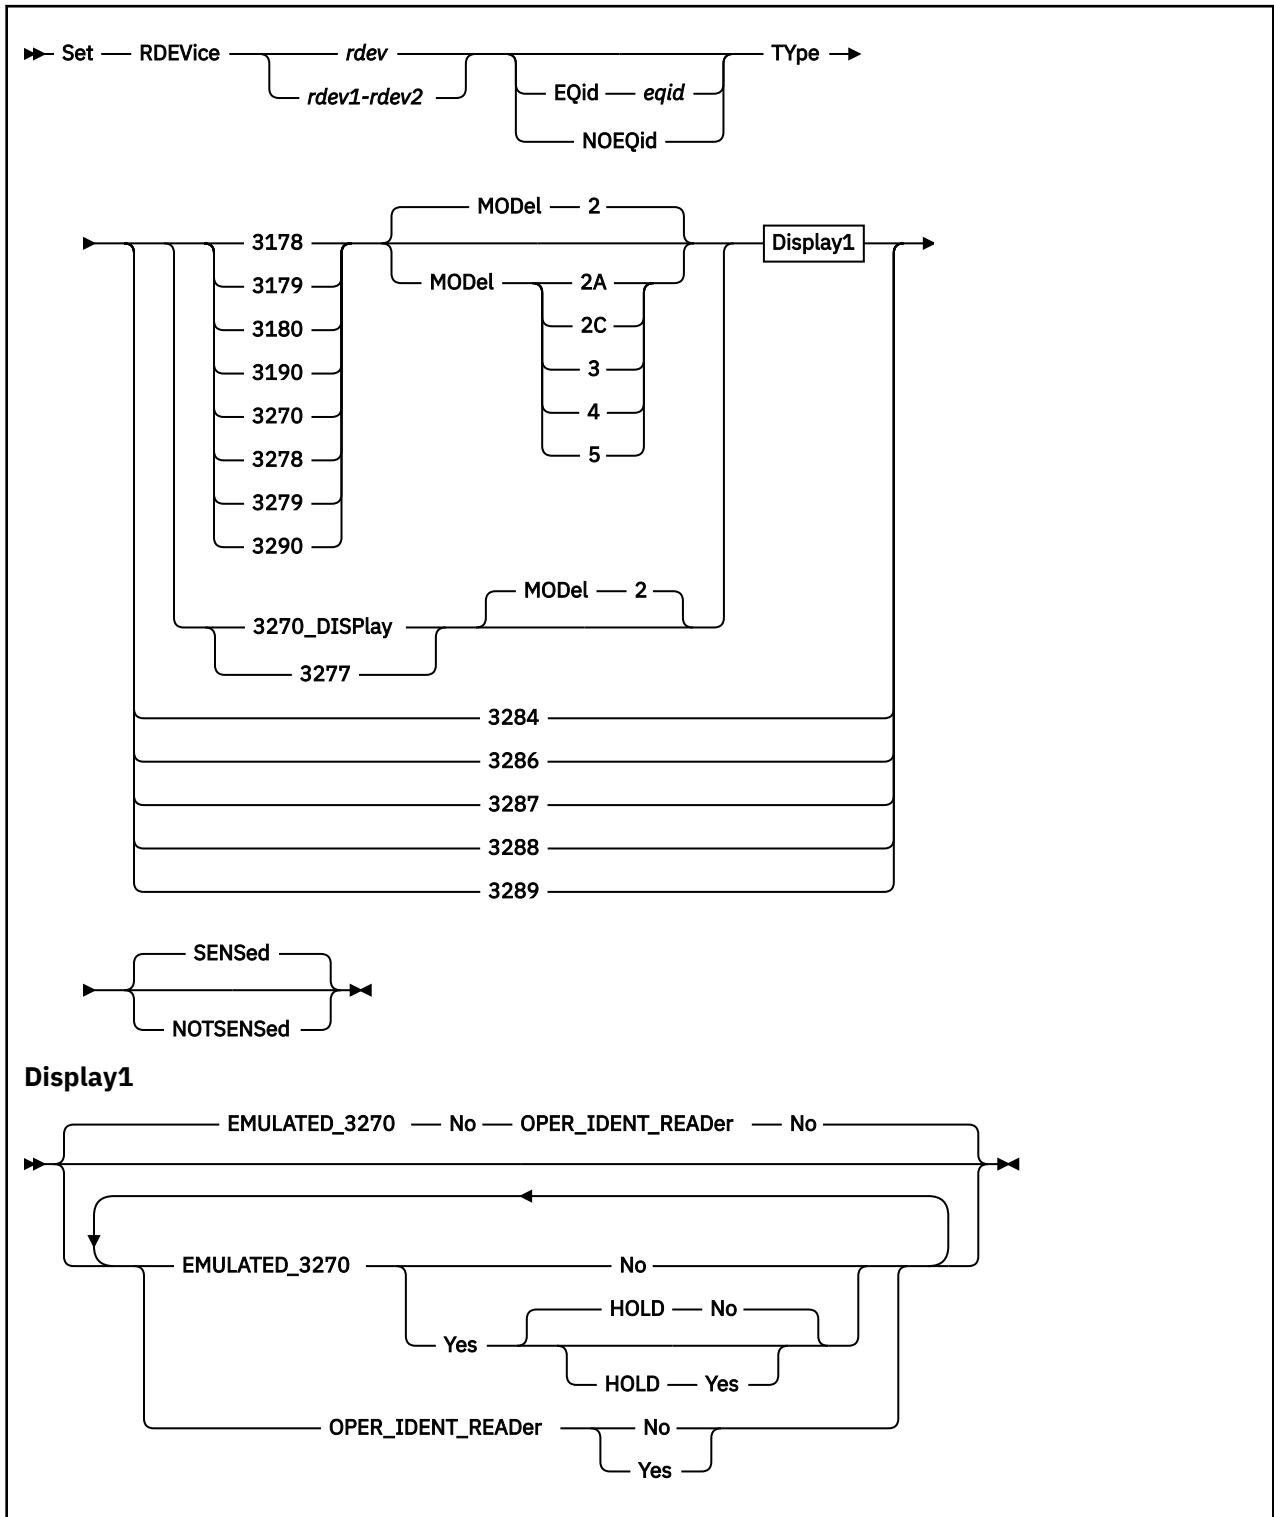 Set RDEVice rdev TYpe
rdev1-rdev2
EQid eqid
NOEQid
MODel 2
3178
Display1
MODel 2A
3179
3180
2C
3190
3
3270
4
3278
5
3279
3290
MODel 2
3270_DISPlay
3277
3284
3286
3287
3288
3289
SENSed
NOTSENSed
Display1
EMULATED_3270 No OPER_IDENT_READer No
EMULATED_3270 No
HOLD No
Yes
HOLD Yes
OPER_IDENT_READer No
Yes